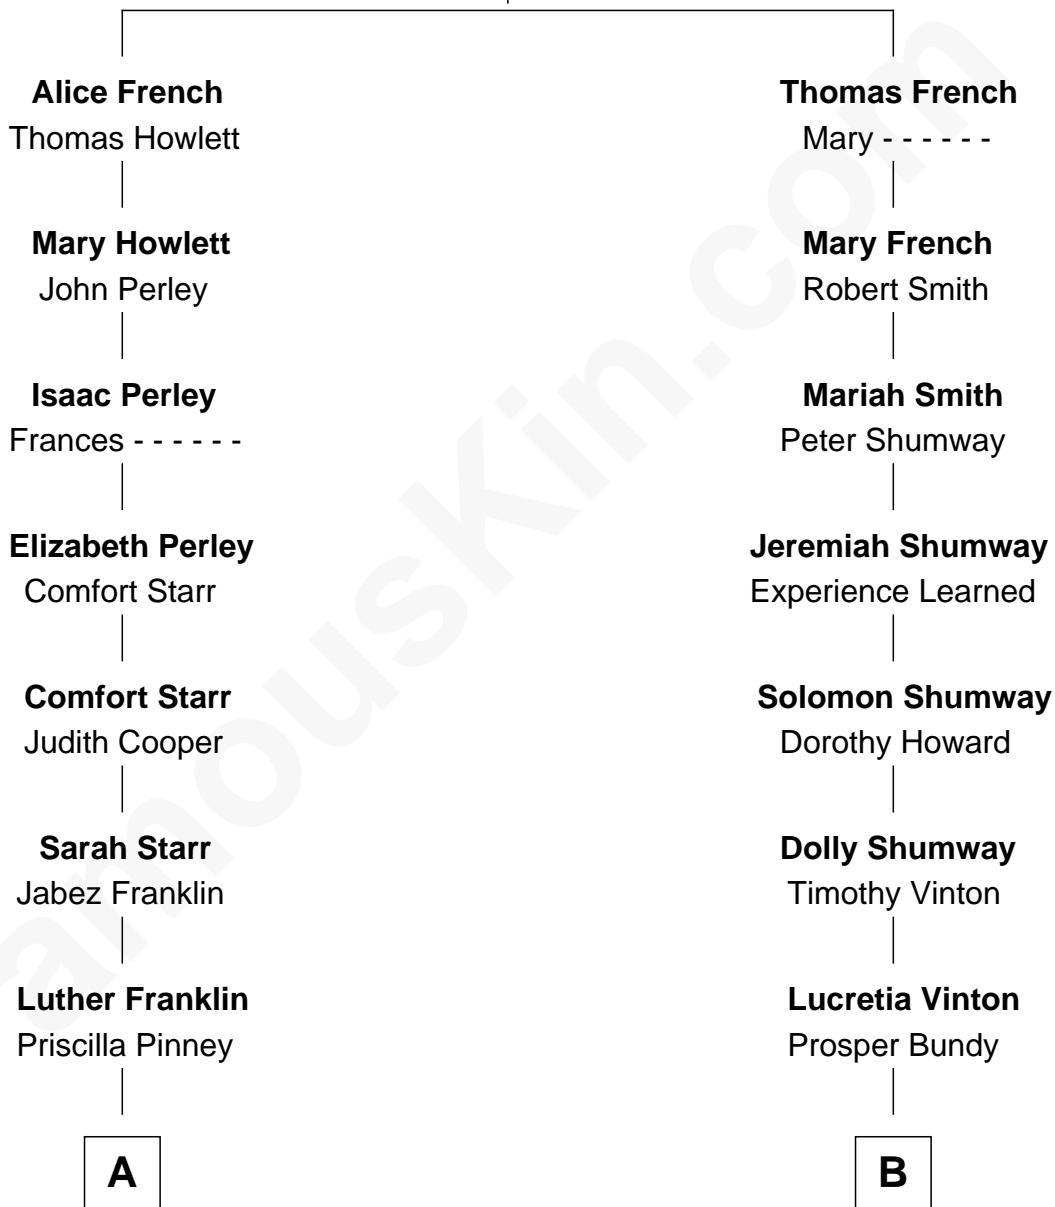 Alice French
Thomas Howlett
Mary Howlett
John Perley
Isaac Perley
Frances - - - - - -
Elizabeth Perley
Comfort Starr
Comfort Starr
Judith Cooper
Sarah Starr
Jabez Franklin
Luther Franklin
Priscilla Pinney
A
Thomas French
Mary - - - - - -
Mary French
Robert Smith
Mariah Smith
Peter Shumway
Jeremiah Shumway
Experience Learned
Solomon Shumway
Dorothy Howard
Dolly Shumway
Timothy Vinton
Lucretia Vinton
Prosper Bundy
B
amousKin.com